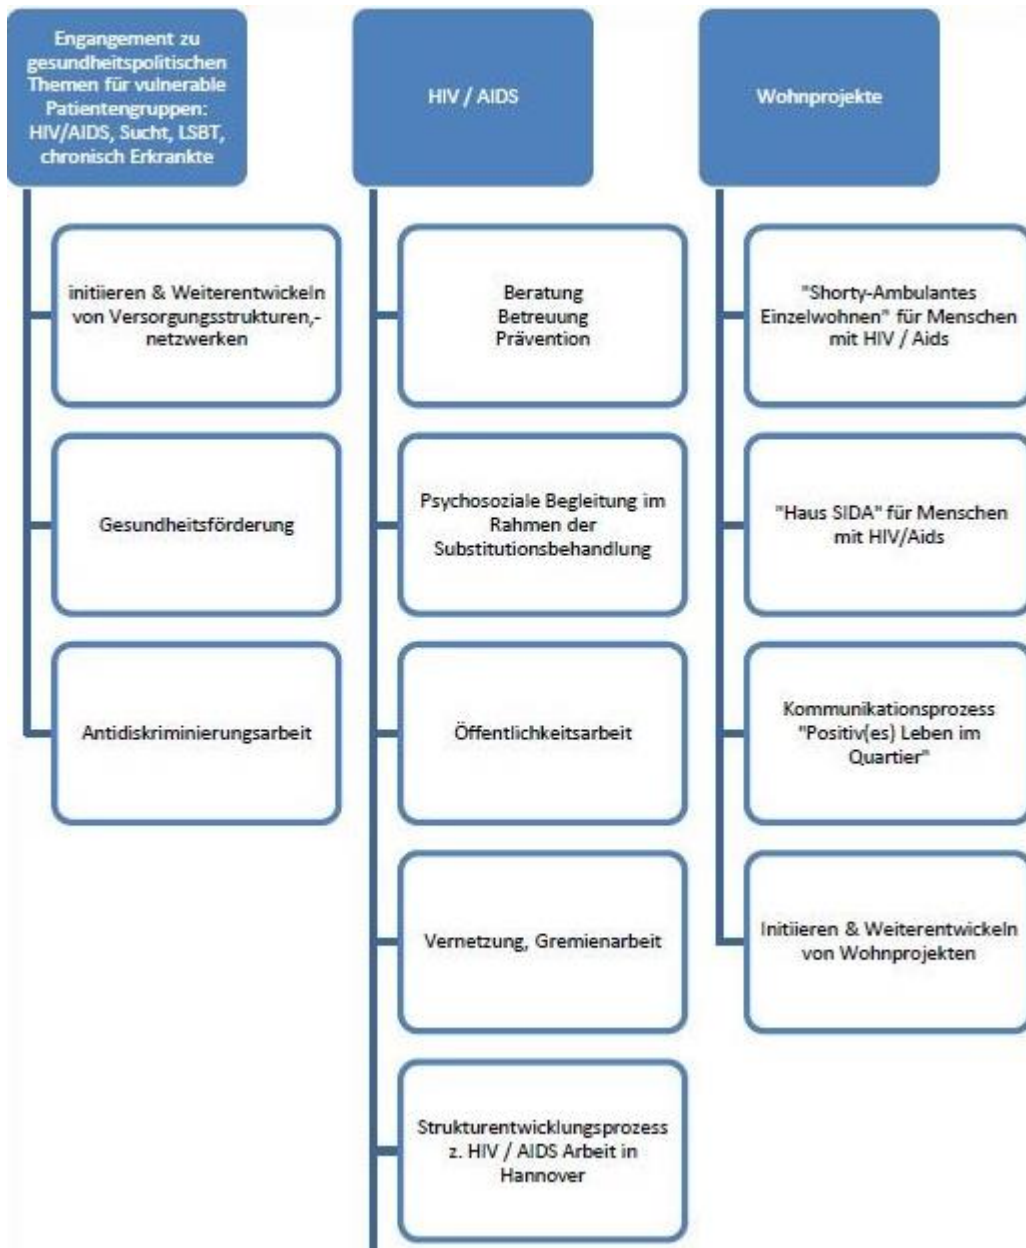 Engangement zu
gesundheitspolitischen
Themen für vulnerable
Patientengruppen:
HIV/AIDS, Sucht, LSBT,
chronisch Erkrankte
initiieren & Weiterentwickeln
von Versorgungsstrukturen,-
netzwerken
Gesundheitsförderung
Antidiskriminierungsarbeit
HIV / AIDS
Beratung
Betreuung
Prävention
Psychosoziale Begleitung im
Rahmen der
Substitutionsbehandlung
Öffentlichkeitsarbeit
Vernetzung, Gremienarbeit
Strukturentwicklungsprozess
z. HIV / AIDS Arbeit in
Hannover
Wohnprojekte
"Shorty-Ambulantes
Einzelwohnen" für Menschen
mit HIV / Aids
"Haus SIDA" für Menschen
mit HIV/Aids
Kommunikationsprozess
"Positiv(es) Leben im
Quartier"
Initiieren & Weiterentwickeln
von Wohnprojekten